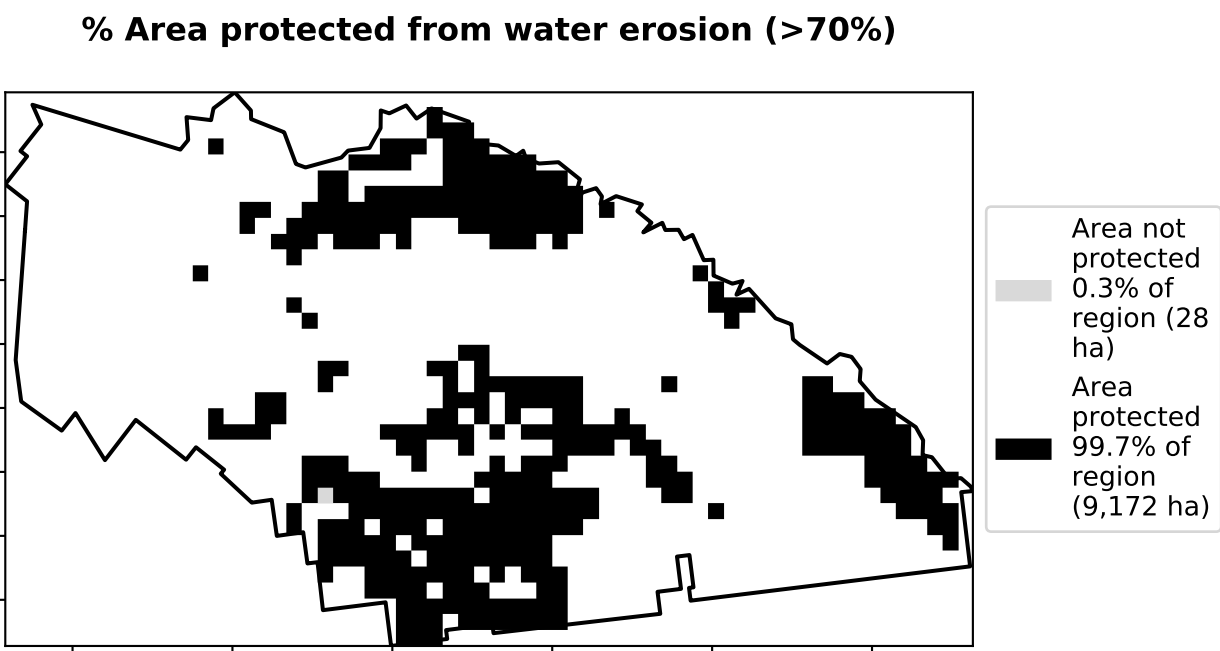 % Area protected from water erosion (>70%)
Area not
protected
0.3% of
region (28
ha)
Area
protected
99.7% of
region
(9,172 ha)